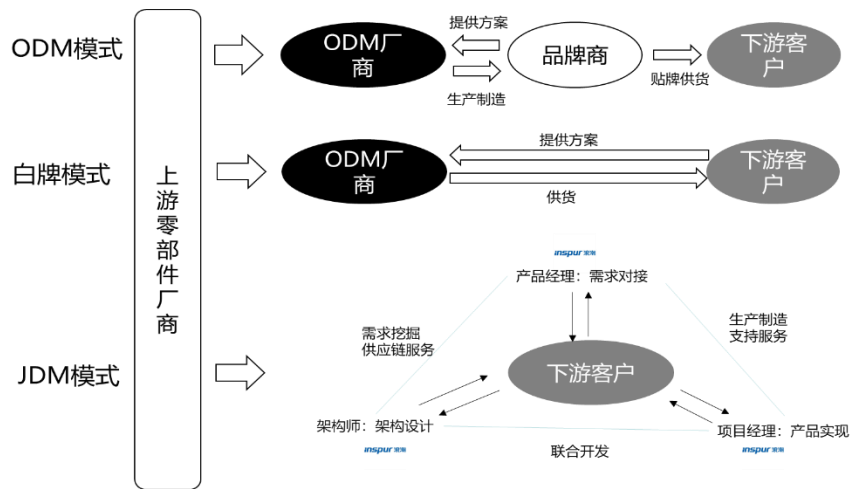 ODM模式
上游零部件厂商
ODM厂
商
提供方案
生产制造
品牌商
贴牌供货
下游客
户
白牌模式
ODM厂
商
提供方案
供货
下游客
户
JDM模式
inspur 浪潮
产品经理：需求对接
需求挖掘
供应链服务
生产制造
支持服务
下游客户
架构师：架构设计
inspur 浪潮
联合开发
项目经理：产品实现
inspur 浪潮